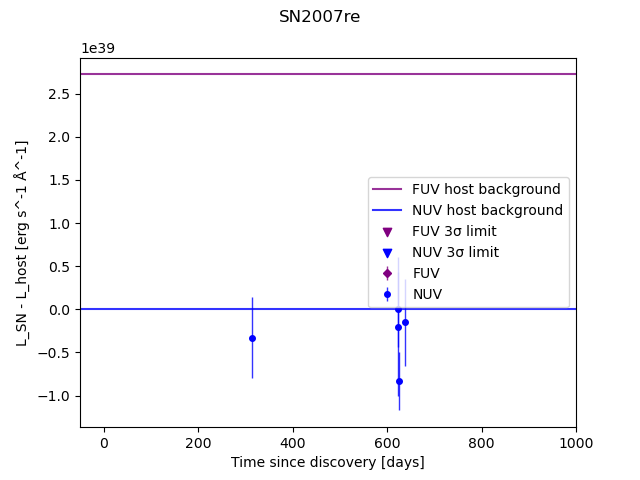 SN2007re
1e39
L_SN - L_host [erg s^-1 Å^-1]
2.5
2.0
1.5
1.0
0.5
0.0
−0.5
−1.0
FUV host background
NUV host background
FUV 3σ limit
NUV 3σ limit
FUV
NUV
0 200 400 600 800 1000
Time since discovery [days]